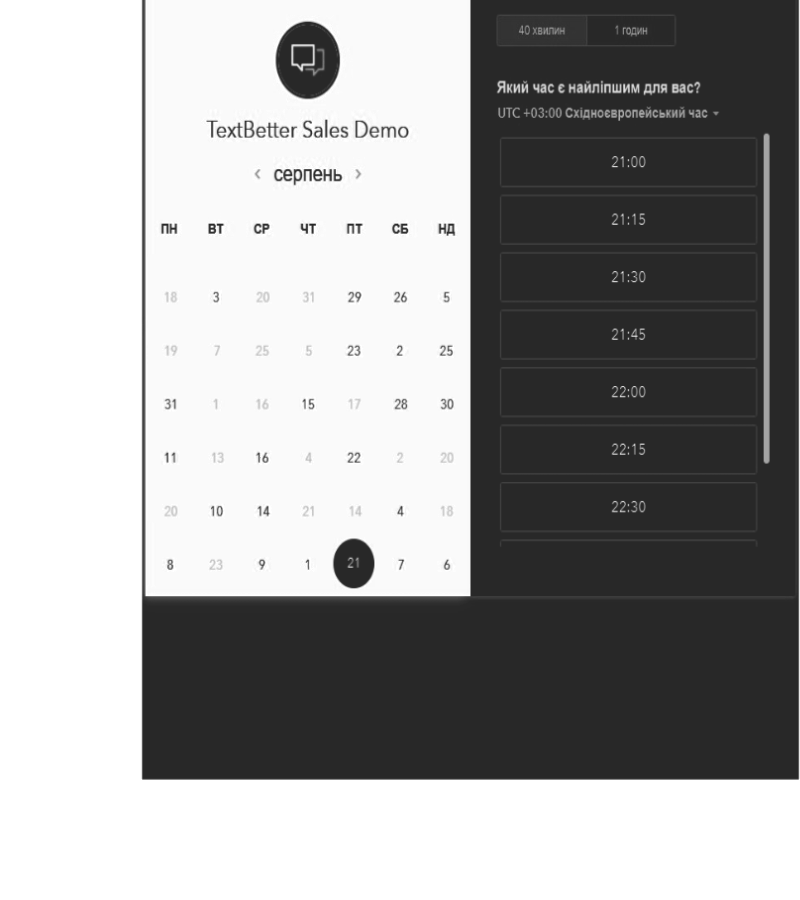 TextBetter Sales Demo
‹ серпень ›
ПН ВТ СР ЧТ ПТ СБ НД
18 3 20 31 29 26 5
19 7 25 5 23 2 25
31 1 16 15 17 28 30
11 13 16 4 22 2 20
20 10 14 21 14 4 18
8 23 9 1 21 7 6
40 хвилин 1 годин
Який час є найліпшим для вас?
UTC +03:00 Східноєвропейський час
21:00
21:15
21:30
21:45
22:00
22:15
22:30